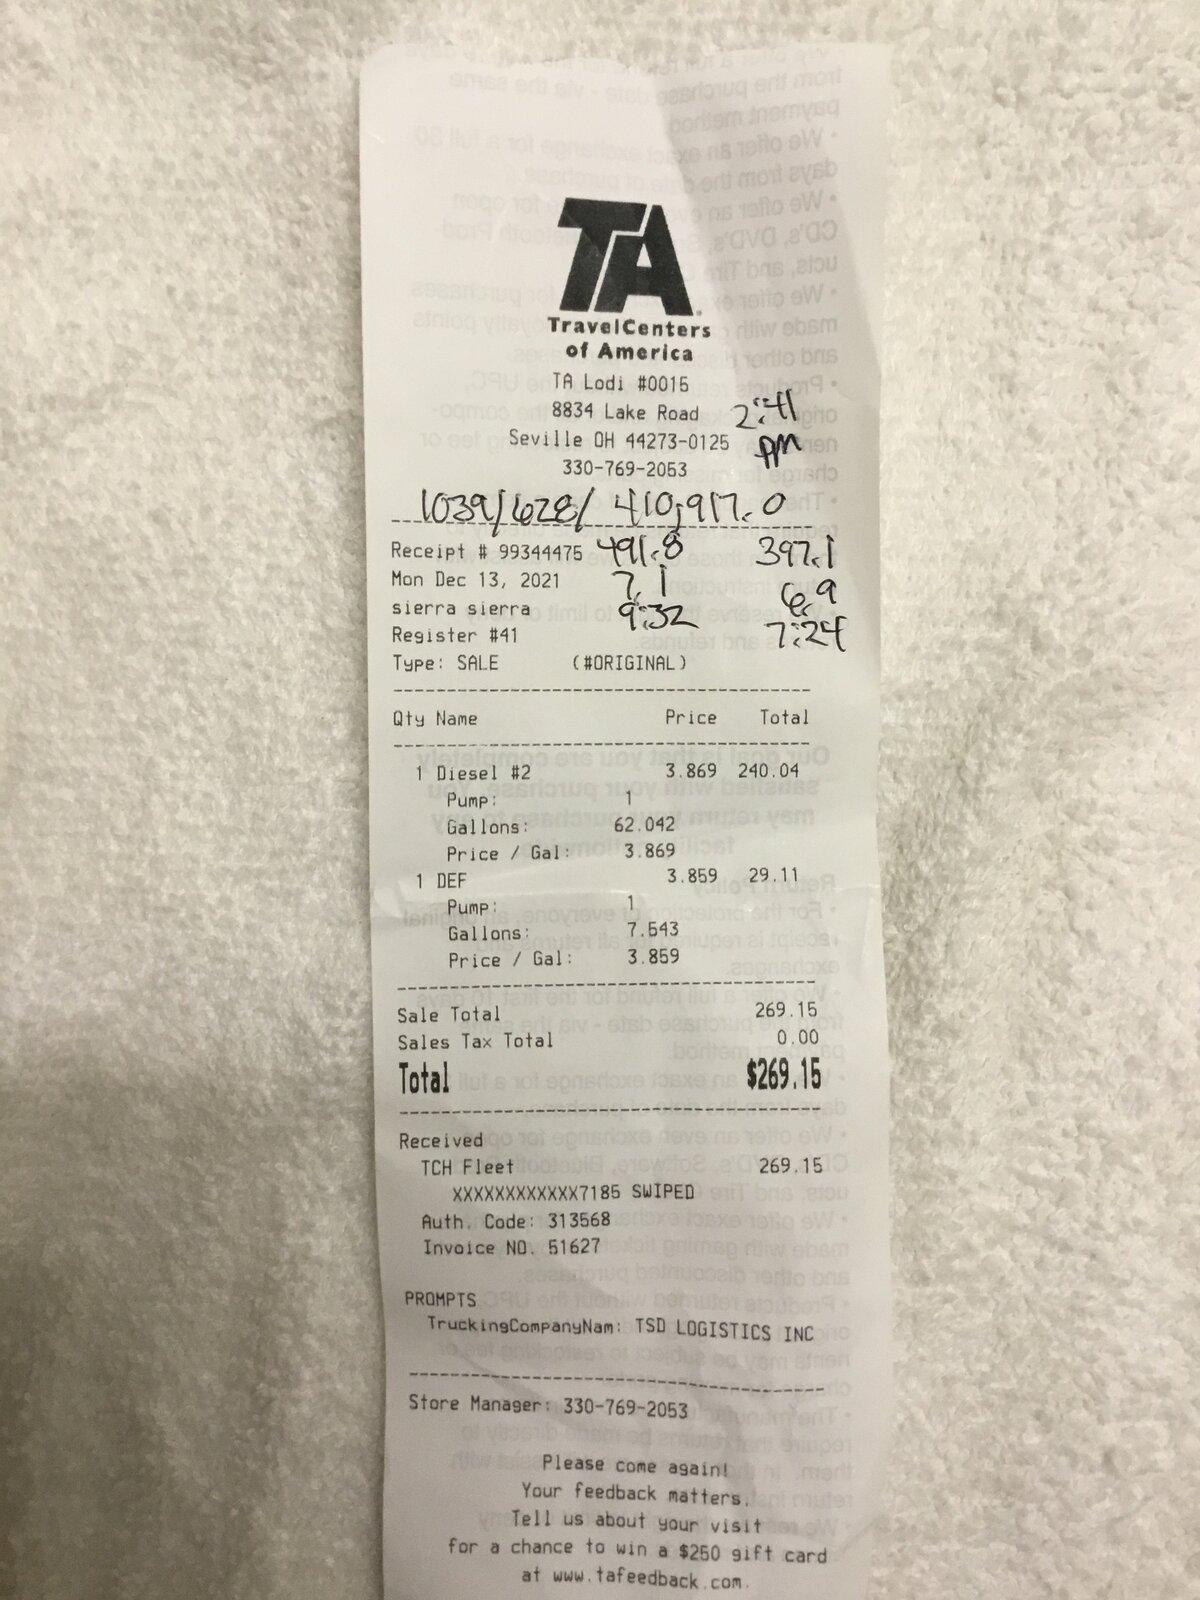 TA
TravelCenters
of America
TA Lodi #0015
8834 Lake Road 2:41
Seville OH 44273-0125 PM
330-769-2053
1039/628/ 410,917.0
Receipt # 99344475 491.8 397.1
Mon Dec 13, 2021 7.1 6.9
sierra sierra 9:32 7:24
Register #41
Type: SALE (#ORIGINAL)
Qty Name Price Total
1 Diesel #2 3.869 240.04
Pump: 1
Gallons: 62.042
Price / Gal: 3.869
1 DEF 3.859 29.11
Pump: 1
Gallons: 7.543
Price / Gal: 3.859
Sale Total 269.15
Sales Tax Total 0.00
Total $269.15
Received
TCH Fleet 269.15
XXXXXXXXXXXX7185 SWIPED
Auth. Code: 313568
Invoice NO. 51627
PROMPTS
TruckingCompanyNam: TSD LOGISTICS INC
Store Manager: 330-769-2053
Please come again!
Your feedback matters.
Tell us about your visit
for a chance to win a $250 gift card
at www.tafeedback.com.